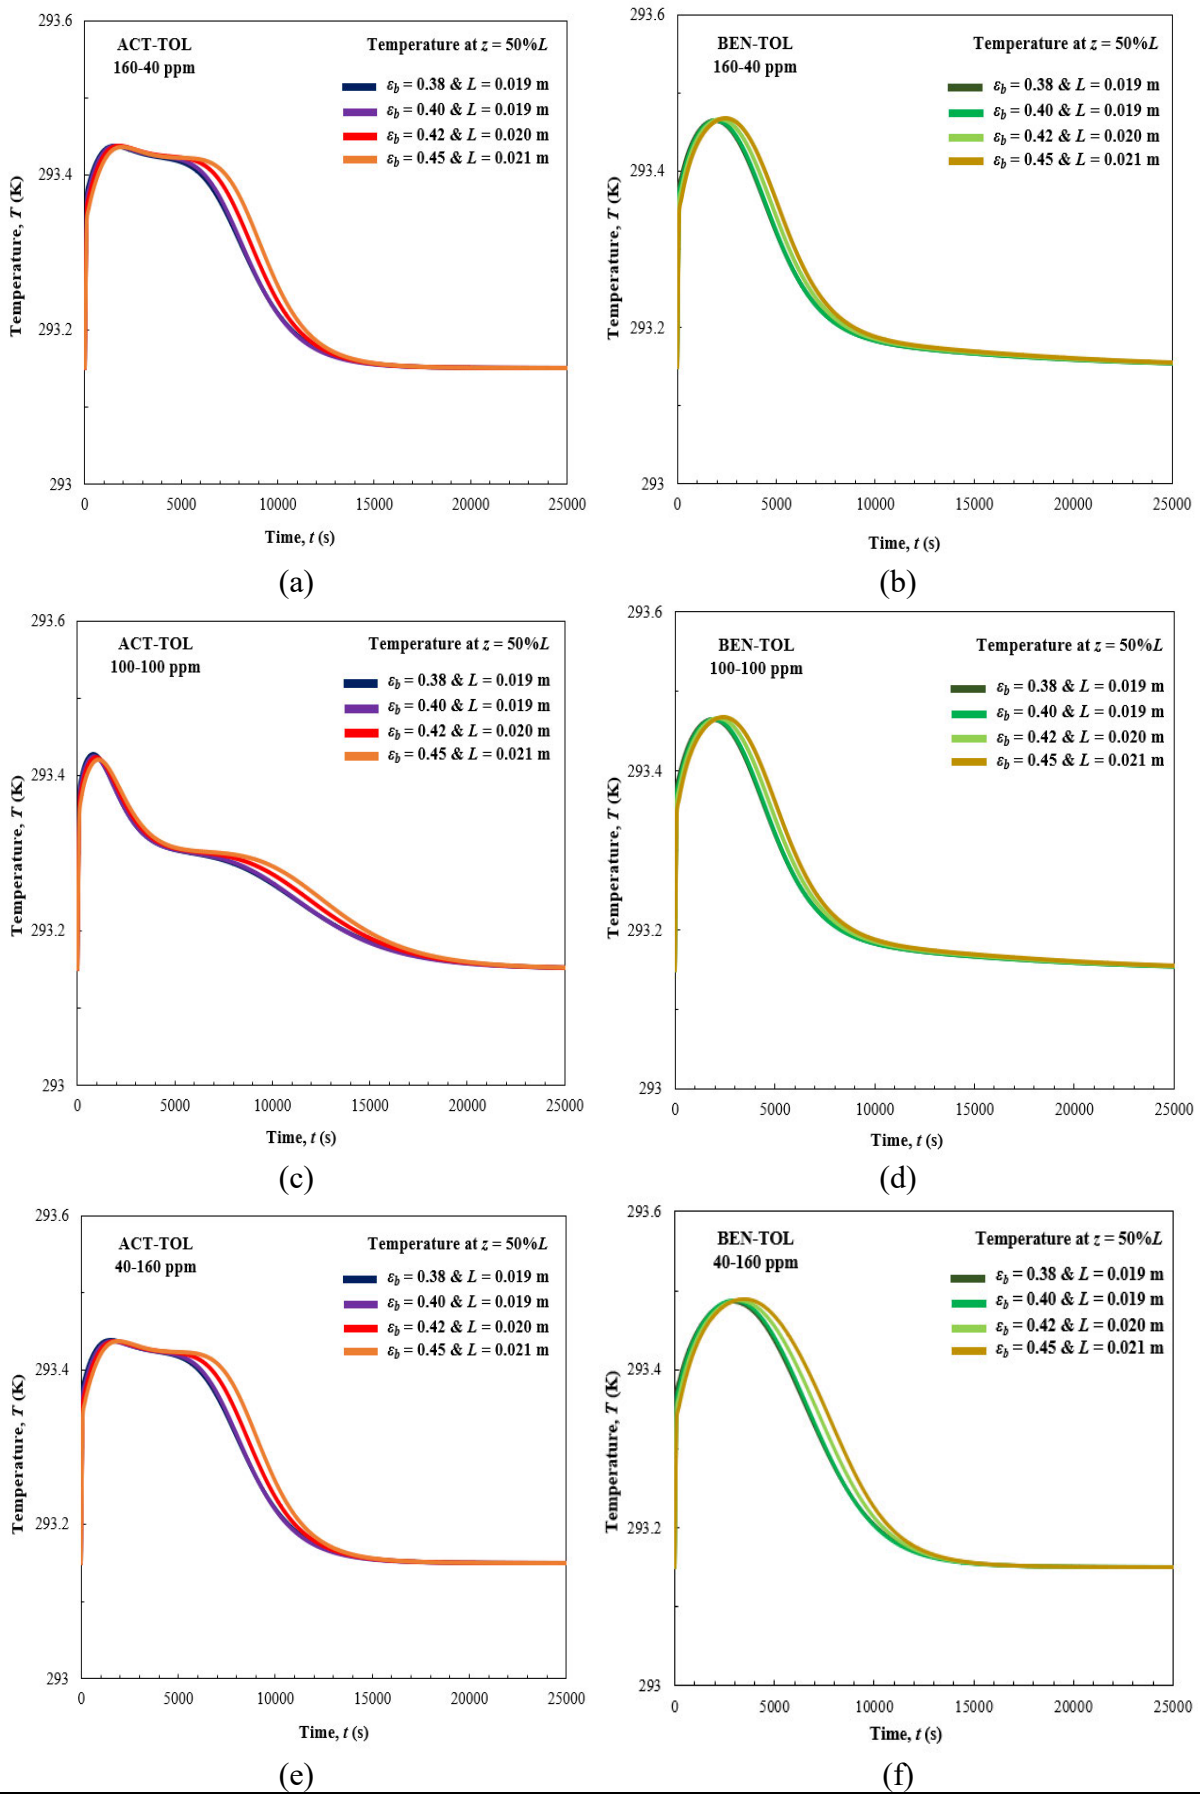 293.6
ACT-TOL
160-40 ppm
Temperature at z = 50%L
εb = 0.38 & L = 0.019 m
εb = 0.40 & L = 0.019 m
εb = 0.42 & L = 0.020 m
εb = 0.45 & L = 0.021 m
293.4
293.2
293
Temperature, T (K)
0 5000 10000 15000 20000 25000
Time, t (s)
(a)
293.6
BEN-TOL
160-40 ppm
Temperature at z = 50%L
εb = 0.38 & L = 0.019 m
εb = 0.40 & L = 0.019 m
εb = 0.42 & L = 0.020 m
εb = 0.45 & L = 0.021 m
293.4
293.2
293
Temperature, T (K)
0 5000 10000 15000 20000 25000
Time, t (s)
(b)
293.6
ACT-TOL
100-100 ppm
Temperature at z = 50%L
εb = 0.38 & L = 0.019 m
εb = 0.40 & L = 0.019 m
εb = 0.42 & L = 0.020 m
εb = 0.45 & L = 0.021 m
293.4
293.2
293
Temperature, T (K)
0 5000 10000 15000 20000 25000
Time, t (s)
(c)
293.6
BEN-TOL
100-100 ppm
Temperature at z = 50%L
εb = 0.38 & L = 0.019 m
εb = 0.40 & L = 0.019 m
εb = 0.42 & L = 0.020 m
εb = 0.45 & L = 0.021 m
293.4
293.2
293
Temperature, T (K)
0 5000 10000 15000 20000 25000
Time, t (s)
(d)
293.6
ACT-TOL
40-160 ppm
Temperature at z = 50%L
εb = 0.38 & L = 0.019 m
εb = 0.40 & L = 0.019 m
εb = 0.42 & L = 0.020 m
εb = 0.45 & L = 0.021 m
293.4
293.2
293
Temperature, T (K)
0 5000 10000 15000 20000 25000
Time, t (s)
(e)
293.6
BEN-TOL
40-160 ppm
Temperature at z = 50%L
εb = 0.38 & L = 0.019 m
εb = 0.40 & L = 0.019 m
εb = 0.42 & L = 0.020 m
εb = 0.45 & L = 0.021 m
293.4
293.2
293
Temperature, T (K)
0 5000 10000 15000 20000 25000
Time, t (s)
(f)